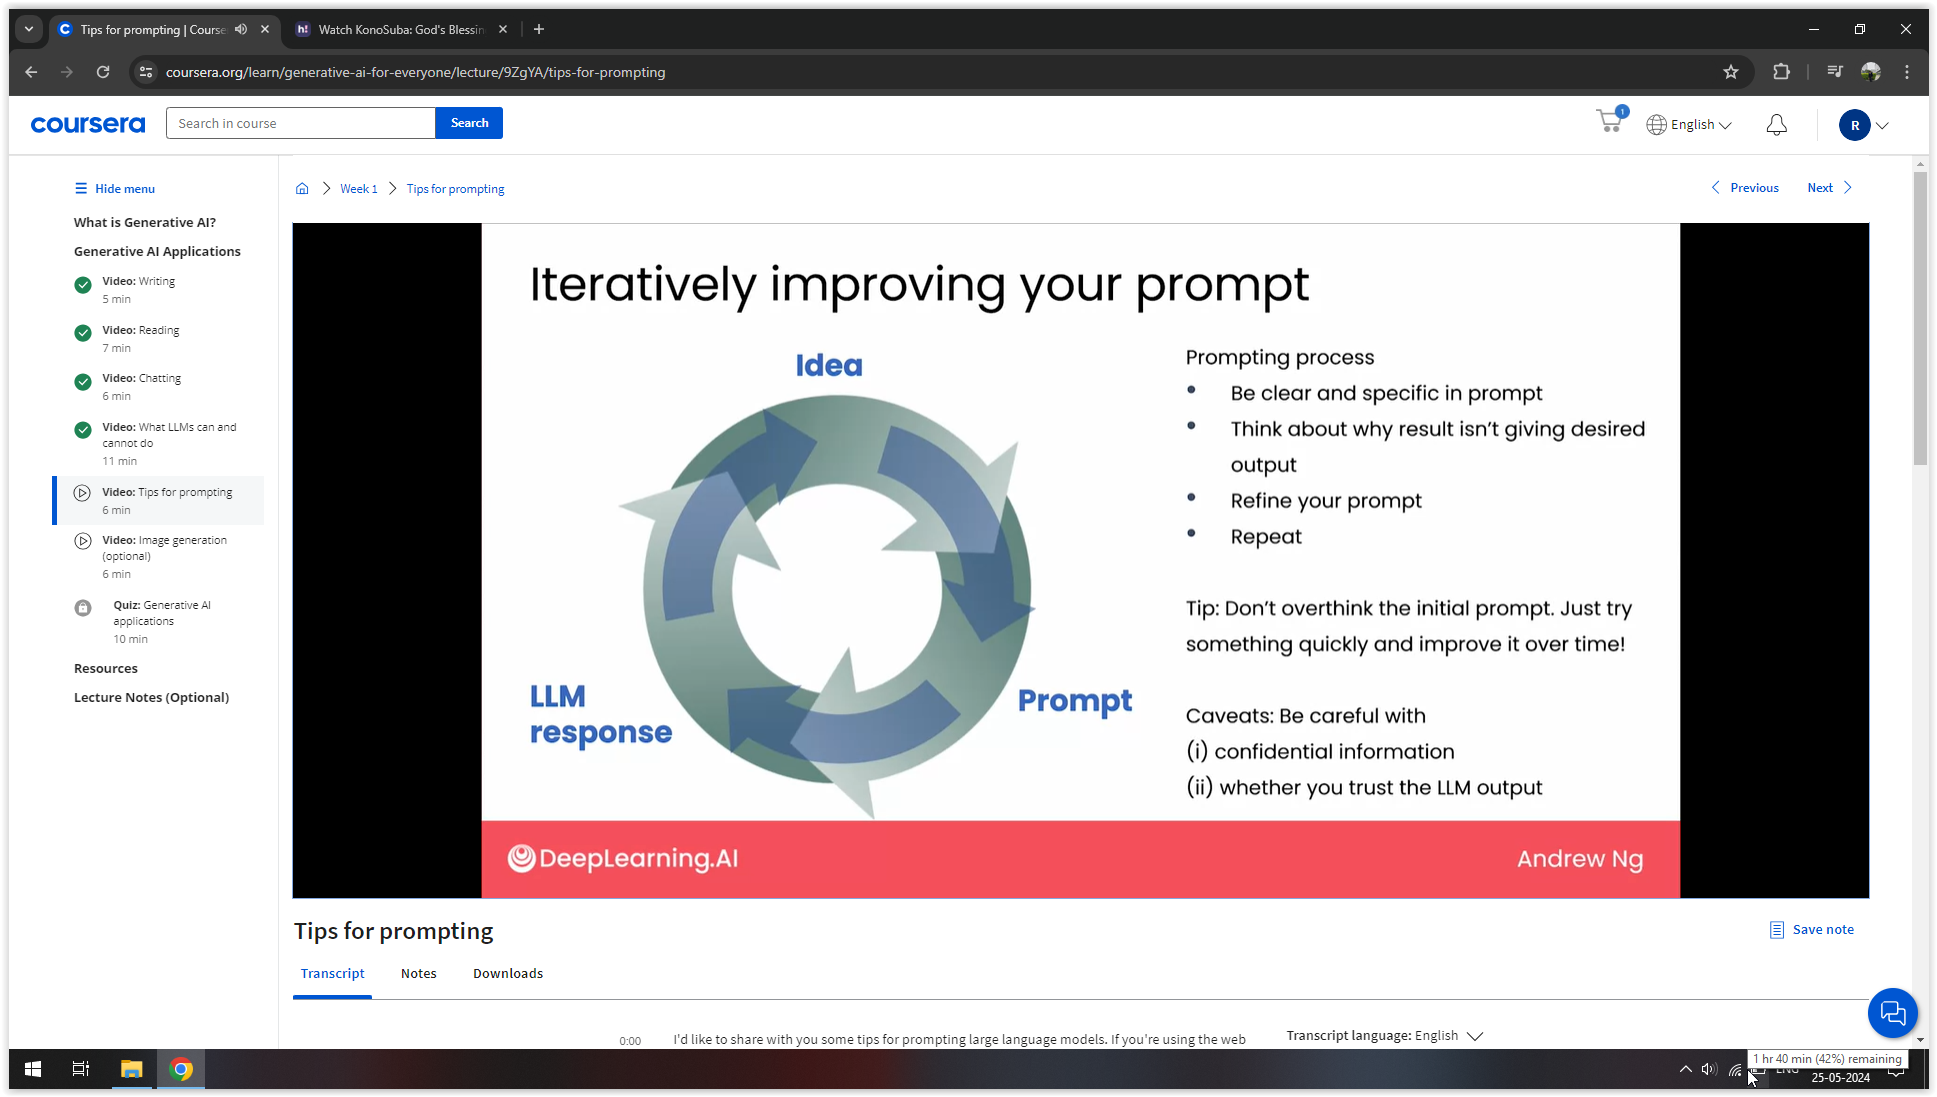 Tips for prompting | Course
Watch KonoSuba: God's Blessin
coursera.org/learn/generative-ai-for-everyone/lecture/9ZgYA/tips-for-prompting
coursera
Search in course
Search
1
English
R
Hide menu
What is Generative AI?
Generative AI Applications
Video: Writing
5 min
Video: Reading
7 min
Video: Chatting
6 min
Video: What LLMs can and
cannot do
11 min
Video: Tips for prompting
6 min
Video: Image generation
(optional)
6 min
Quiz: Generative AI
applications
10 min
Resources
Lecture Notes (Optional)
Week 1
Tips for prompting
Previous
Next
Iteratively improving your prompt
Idea
Prompt
LLM
response
Prompting process
• Be clear and specific in prompt
• Think about why result isn't giving desired
output
• Refine your prompt
• Repeat
Tip: Don't overthink the initial prompt. Just try
something quickly and improve it over time!
Caveats: Be careful with
(i) confidential information
(ii) whether you trust the LLM output
DeepLearning.AI
Andrew Ng
Tips for prompting
Save note
Transcript
Notes
Downloads
0:00
I'd like to share with you some tips for prompting large language models. If you're using the web
Transcript language: English
1 hr 40 min (42%) remaining
ENG
25-05-2024